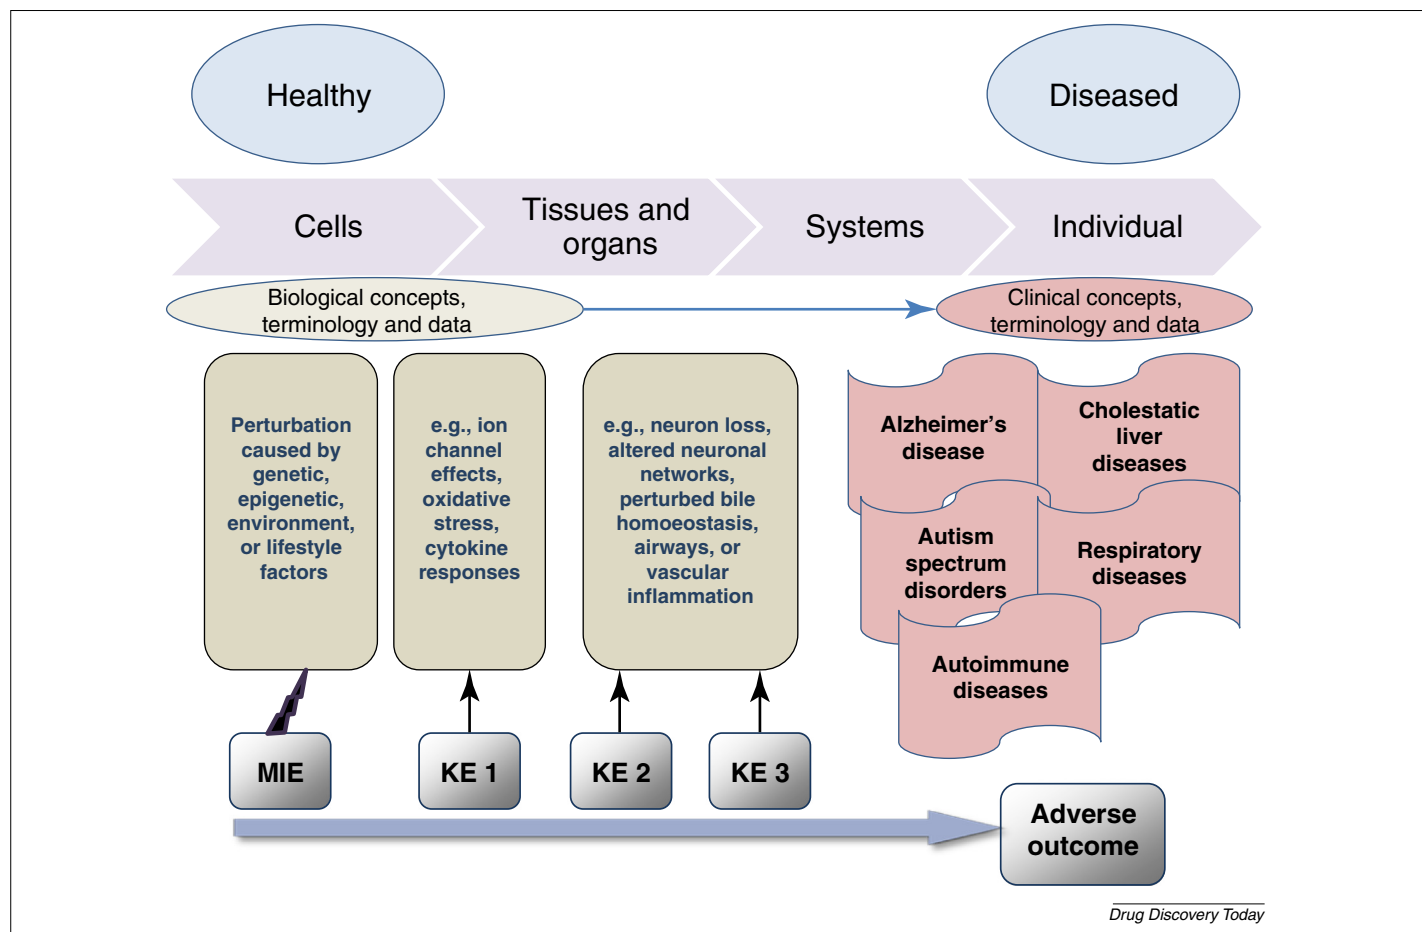 Healthy
Diseased
Cells
Tissues and
organs
Systems
Individual
Biological concepts,
terminology and data
Clinical concepts,
terminology and data
Perturbation
caused by
genetic,
epigenetic,
environment,
or lifestyle
factors
e.g., ion
channel
effects,
oxidative
stress,
cytokine
responses
e.g., neuron loss,
altered neuronal
networks,
perturbed bile
homoeostasis,
airways, or
vascular
inflammation
Alzheimer's
disease
Cholestatic
liver
diseases
Autism
spectrum
disorders
Respiratory
diseases
Autoimmune
diseases
MIE
KE 1
KE 2
KE 3
Adverse
outcome
Drug Discovery Today